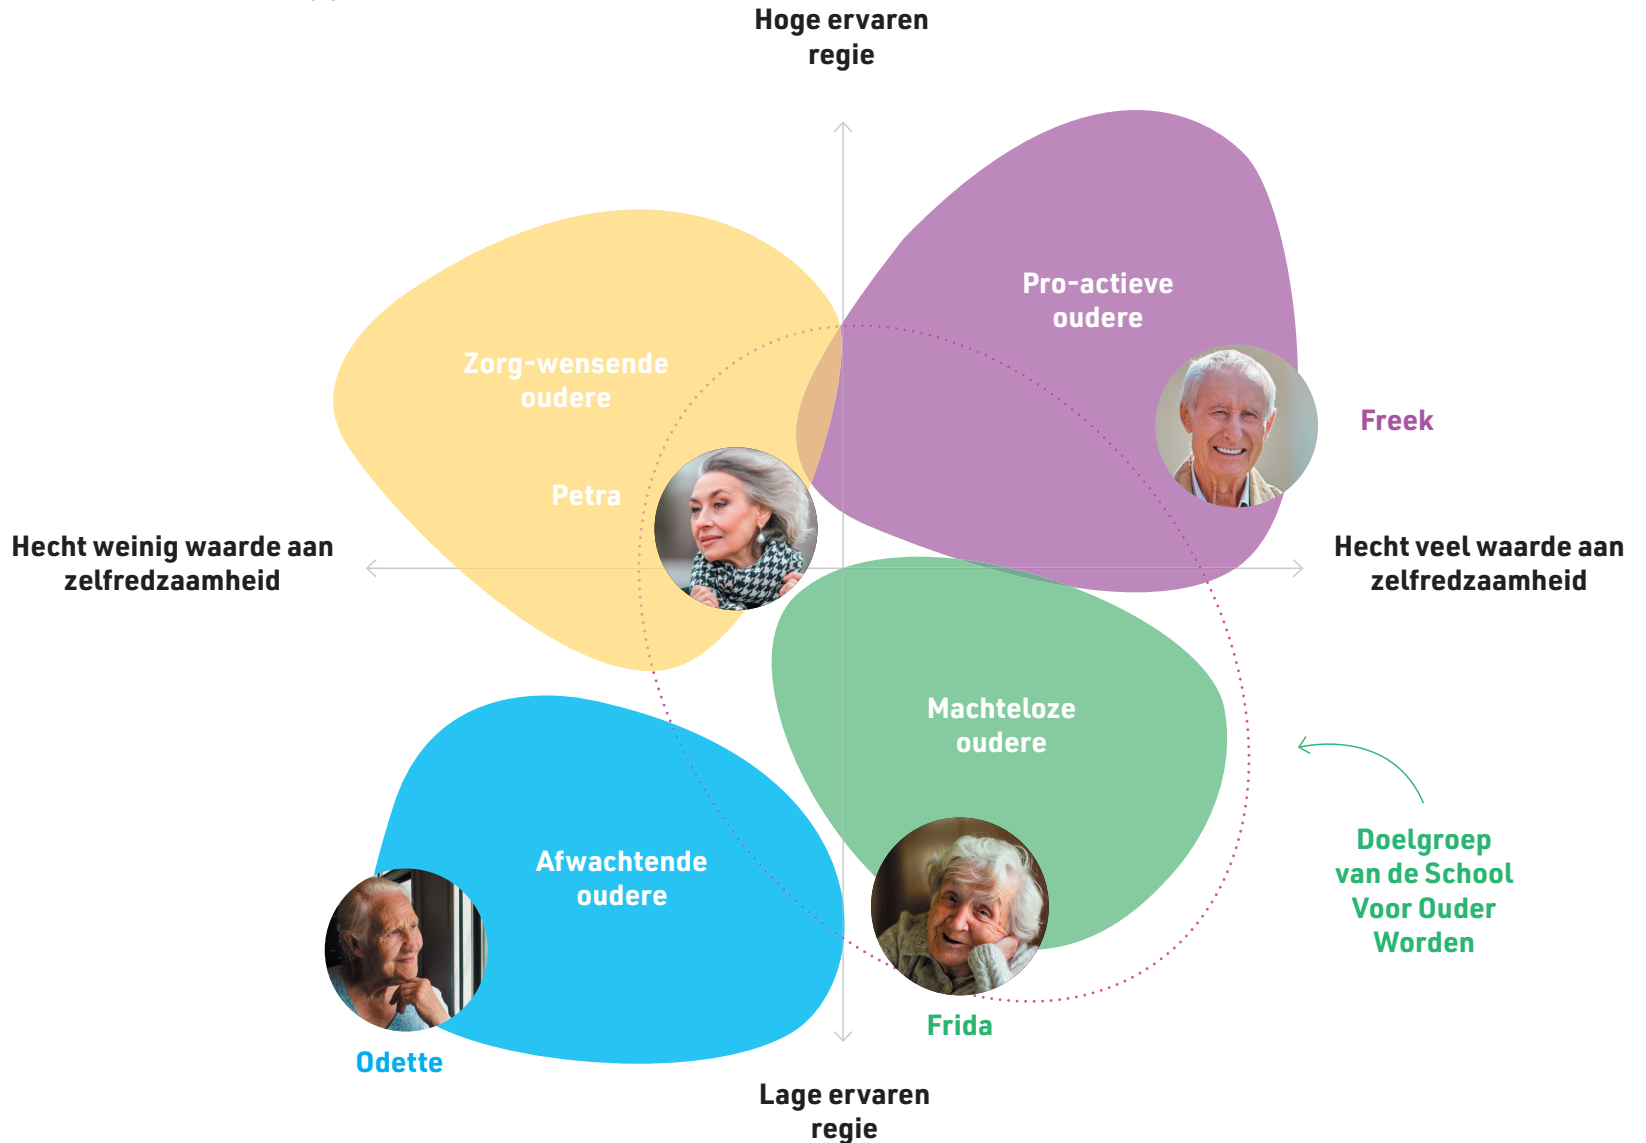 Hoge ervaren
regie
Pro-actieve
oudere
Zorg-wensende
oudere
Freek
Petra
Hecht weinig waarde aan
zelfredzaamheid
Hecht veel waarde aan
zelfredzaamheid
Machteloze
oudere
Afwachtende
oudere
Doelgroep
van de School
Voor Ouder
Worden
Frida
Odette
Lage ervaren
regie